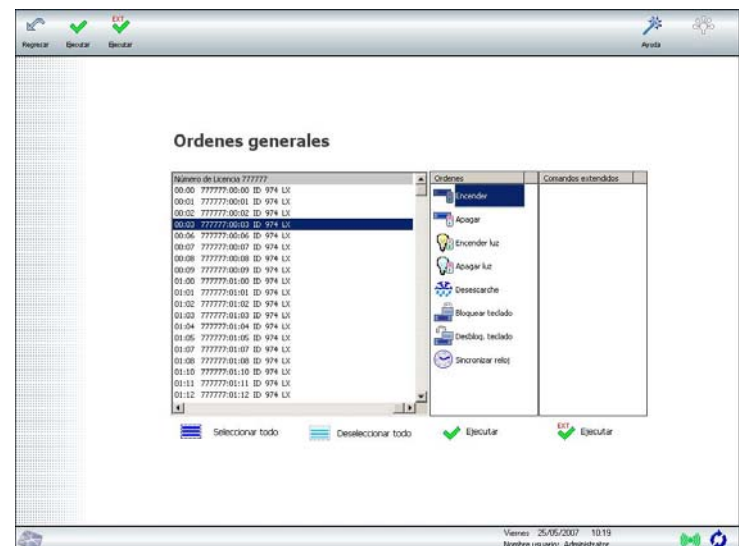 EXT
Regresar Ejecutar Ejecutar Ayuda
Ordenes generales
Número de Licencia 777777 Ordenes Comandos extendidos
00:00 777777:00:00 ID 974 LX
00:01 777777:00:01 ID 974 LX
00:02 777777:00:02 ID 974 LX
00:03 777777:00:03 ID 974 LX
00:06 777777:00:06 ID 974 LX
00:07 777777:00:07 ID 974 LX
00:08 777777:00:08 ID 974 LX
00:09 777777:00:09 ID 974 LX
01:00 777777:01:00 ID 974 LX
01:01 777777:01:01 ID 974 LX
01:02 777777:01:02 ID 974 LX
01:03 777777:01:03 ID 974 LX
01:04 777777:01:04 ID 974 LX
01:05 777777:01:05 ID 974 LX
01:07 777777:01:07 ID 974 LX
01:08 777777:01:08 ID 974 LX
01:10 777777:01:10 ID 974 LX
01:11 777777:01:11 ID 974 LX
01:12 777777:01:12 ID 974 LX
Encender
Apagar
Encender luz
Apagar luz
Desescarche
Bloquear teclado
Desbloq. teclado
Sincronizar reloj
Seleccionar todo Deseleccionar todo Ejecutar EXT Ejecutar
Viernes 25/05/2007 10:19
Nombre usuario: Administrator